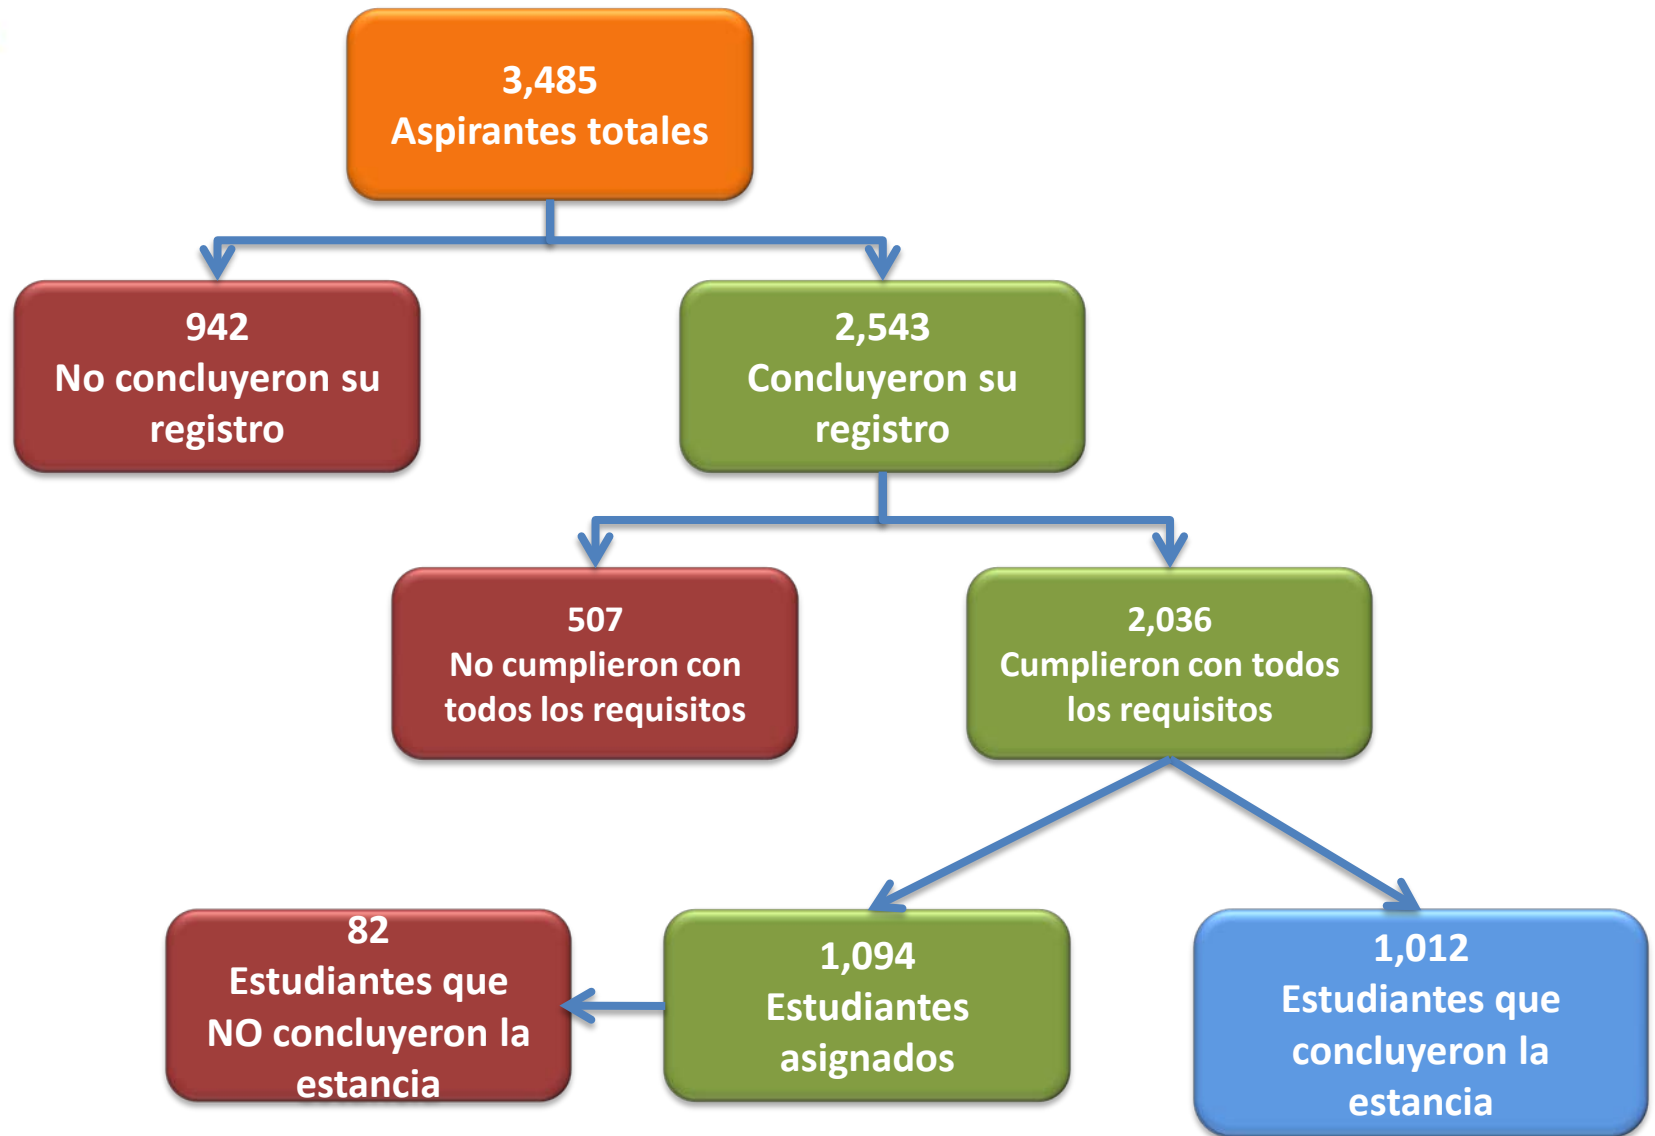 3,485
Aspirantes totales
942
No concluyeron su
registro
2,543
Concluyeron su
registro
507
No cumplieron con
todos los requisitos
2,036
Cumplieron con todos
los requisitos
82
Estudiantes que
NO concluyeron la
estancia
1,094
Estudiantes
asignados
1,012
Estudiantes que
concluyeron la
estancia